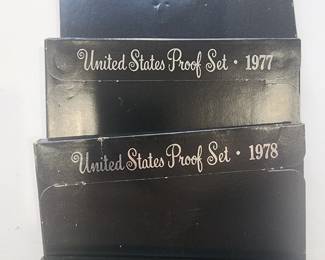 United States Proof Set · 1977
United States Proof Set · 1978